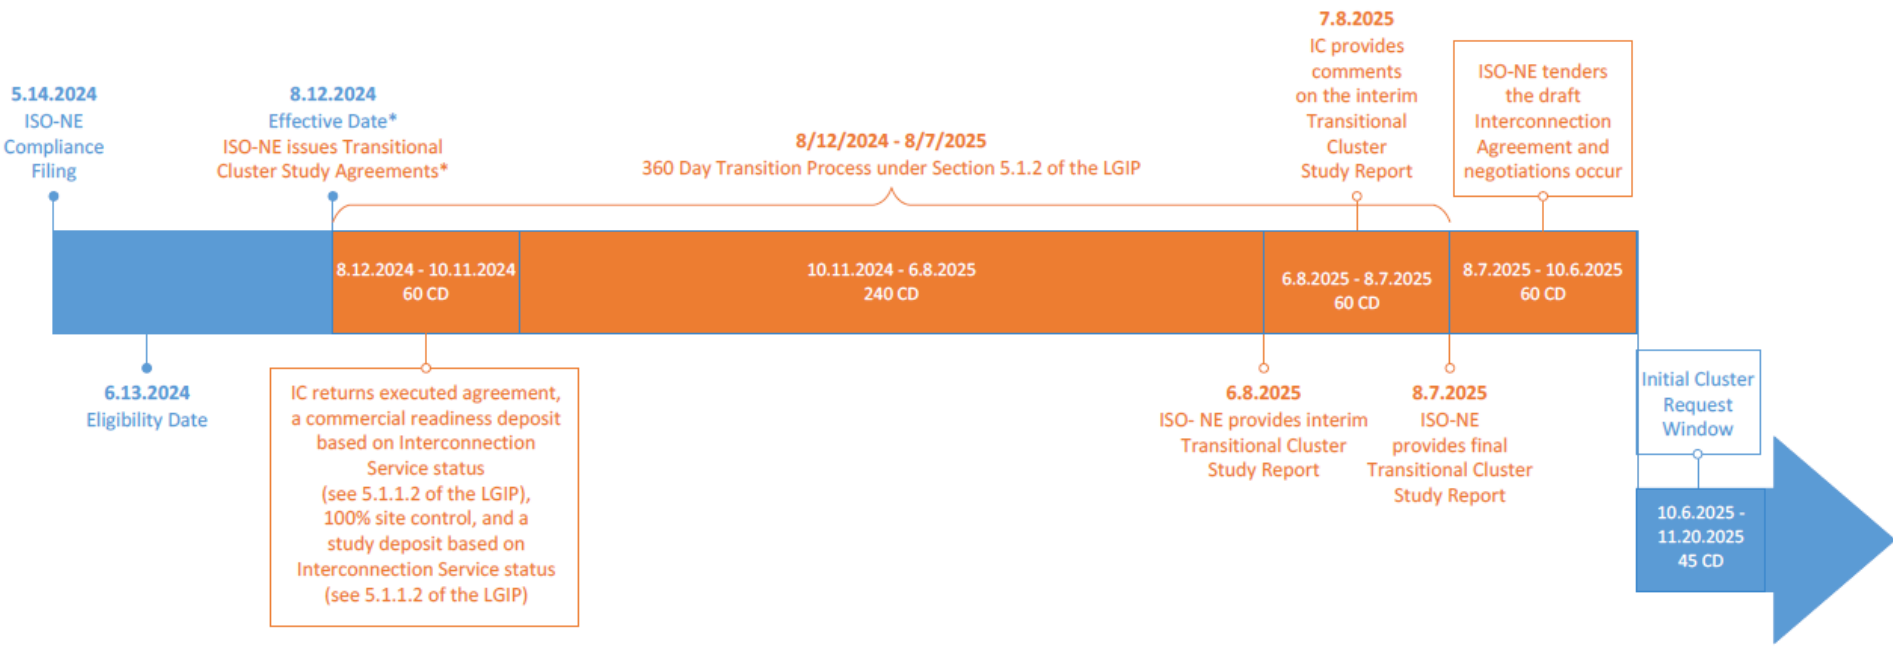 5.14.2024
ISO-NE
Compliance
Filing
8.12.2024
Effective Date*
ISO-NE issues Transitional
Cluster Study Agreements*
8/12/2024 - 8/7/2025
360 Day Transition Process under Section 5.1.2 of the LGIP
7.8.2025
IC provides
comments
on the interim
Transitional
Cluster
Study Report
ISO-NE tenders
the draft
Interconnection
Agreement and
negotiations occur
8.12.2024 - 10.11.2024
60 CD
10.11.2024 - 6.8.2025
240 CD
6.8.2025 - 8.7.2025
60 CD
8.7.2025 - 10.6.2025
60 CD
6.13.2024
Eligibility Date
IC returns executed agreement,
a commercial readiness deposit
based on Interconnection
Service status
(see 5.1.1.2 of the LGIP),
100% site control, and a
study deposit based on
Interconnection Service status
(see 5.1.1.2 of the LGIP)
6.8.2025
ISO- NE provides interim
Transitional Cluster
Study Report
8.7.2025
ISO-NE
provides final
Transitional Cluster
Study Report
Initial Cluster
Request
Window
10.6.2025 -
11.20.2025
45 CD